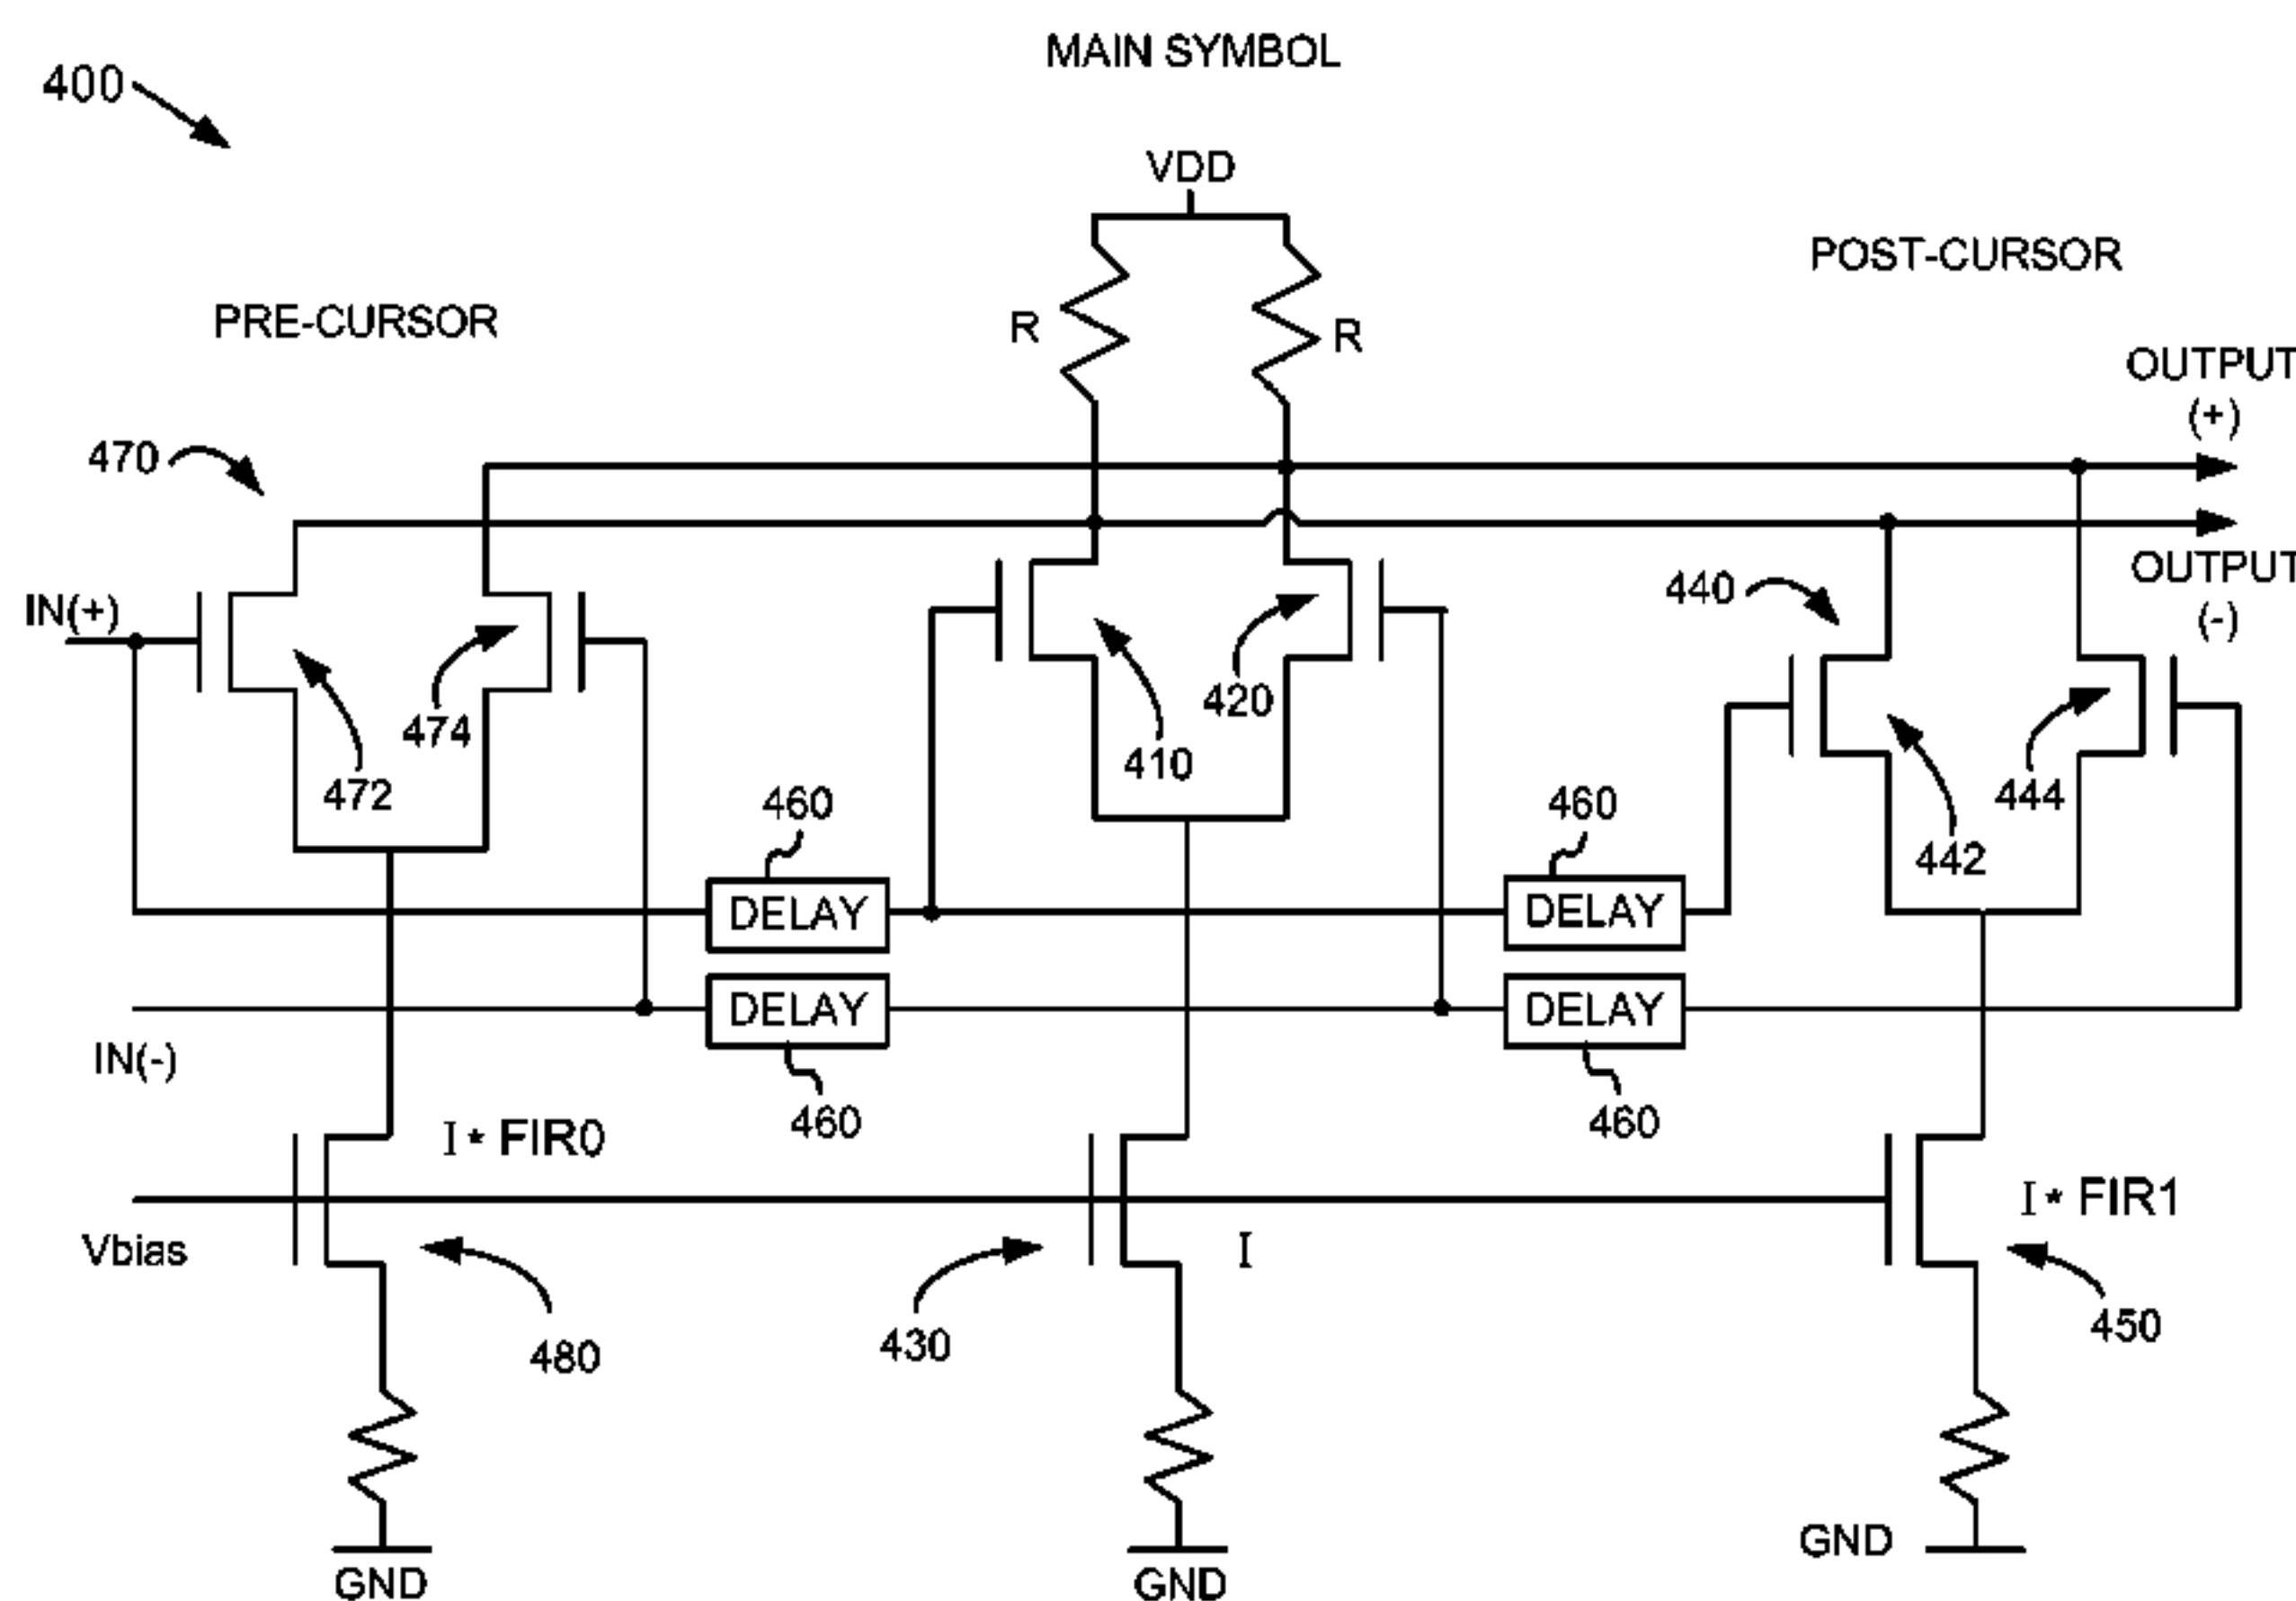 MAIN SYMBOL
400
VDD
POST-CURSOR
PRE-CURSOR
R
R
OUTPUT
(+)
470
OUTPUT
(-)
440
IN(+)
474
420
410
472
460
460
444
442
DELAY
DELAY
DELAY
DELAY
IN(-)
460
460
I * FIR0
I * FIR1
Vbias
I
480
430
450
GND
GND
GND